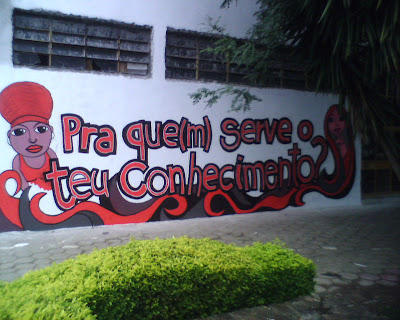 Pra que(m) serve o
teu conhecimento?